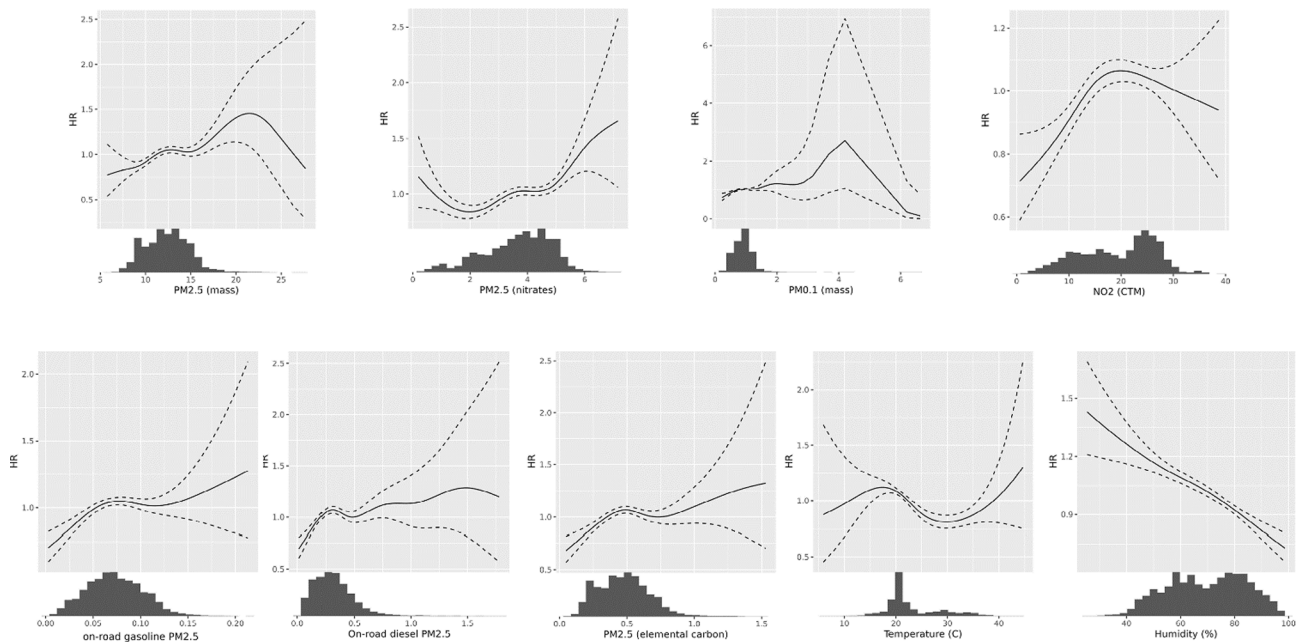 2.5
2.0
1.5
1.0
0.5
HR
5 10 15 20 25
PM2.5 (mass)
2.5
2.0
1.5
1.0
HR
0 2 4 6
PM2.5 (nitrates)
6
4
2
0
HR
0 2 4 6
PM0.1 (mass)
1.2
1.0
0.8
0.6
HR
0 10 20 30 40
NO2 (CTM)
2.0
1.5
1.0
HR
0.00 0.05 0.10 0.15 0.20
on-road gasoline PM2.5
2.5
2.0
1.5
1.0
0.5
HR
0.0 0.5 1.0 1.5
On-road diesel PM2.5
2.5
2.0
1.5
1.0
0.5
HR
0.0 0.5 1.0 1.5
PM2.5 (elemental carbon)
2.0
1.5
1.0
0.5
HR
10 20 30 40
Temperature (C)
1.5
1.2
0.9
HR
40 60 80 100
Humidity (%)